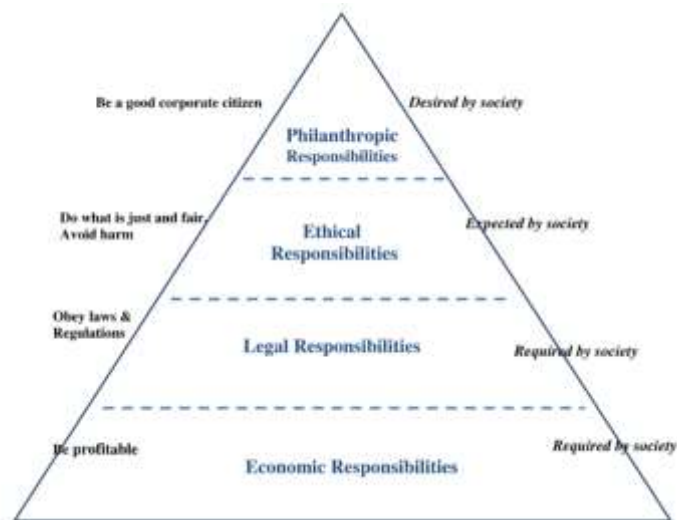 Be a good corporate citizen
Desired by society
Philanthropic
Responsibilities
Do what is just and fair,
Avoid harm
Expected by society
Ethical
Responsibilities
Obey laws &
Regulations
Legal Responsibilities
Required by society
Be profitable
Required by society
Economic Responsibilities